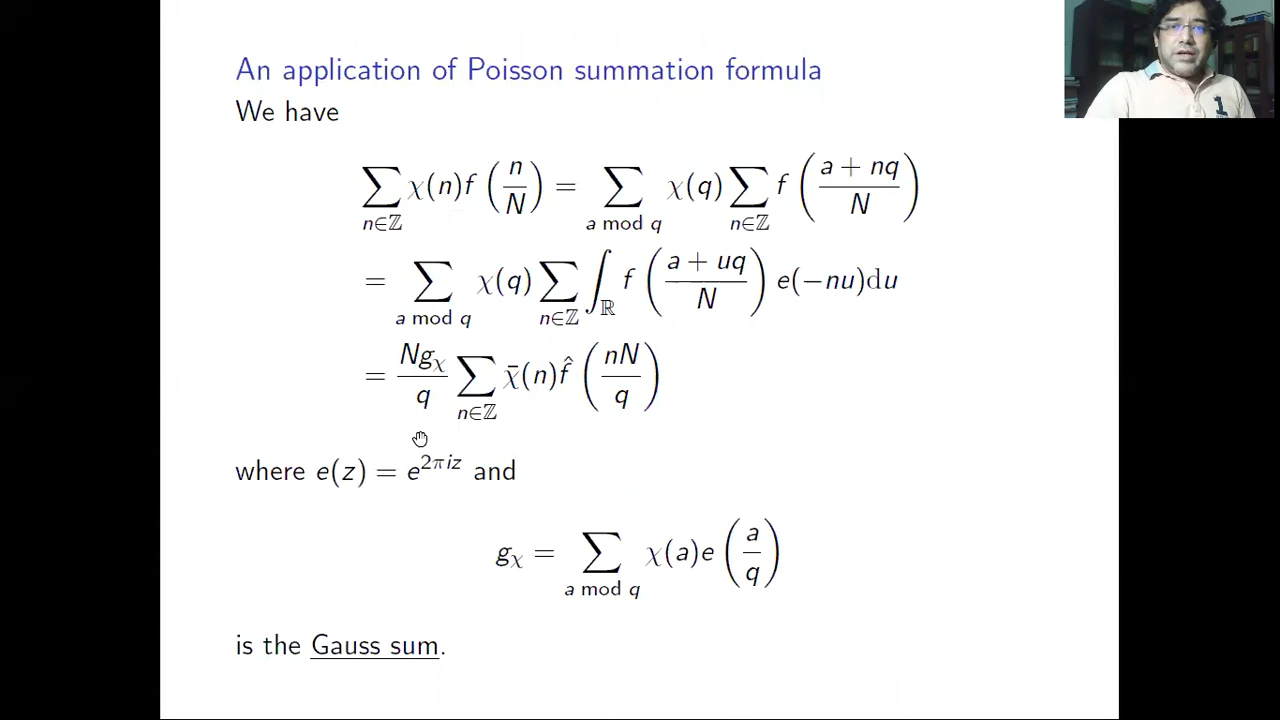 An application of Poisson summation formula
We have
∑_{n∈ℤ} χ(n) f (n/N) = ∑_{a mod q} χ(q) ∑_{n∈ℤ} f ((a + nq)/N)
= ∑_{a mod q} χ(q) ∑_{n∈ℤ} ∫_ℝ f ((a + uq)/N) e(−nu)du
= (Ng_χ/q) ∑_{n∈ℤ} χ̄(n) f̂ (nN/q)
where e(z) = e^{2πiz} and
g_χ = ∑_{a mod q} χ(a)e (a/q)
is the Gauss sum.
1